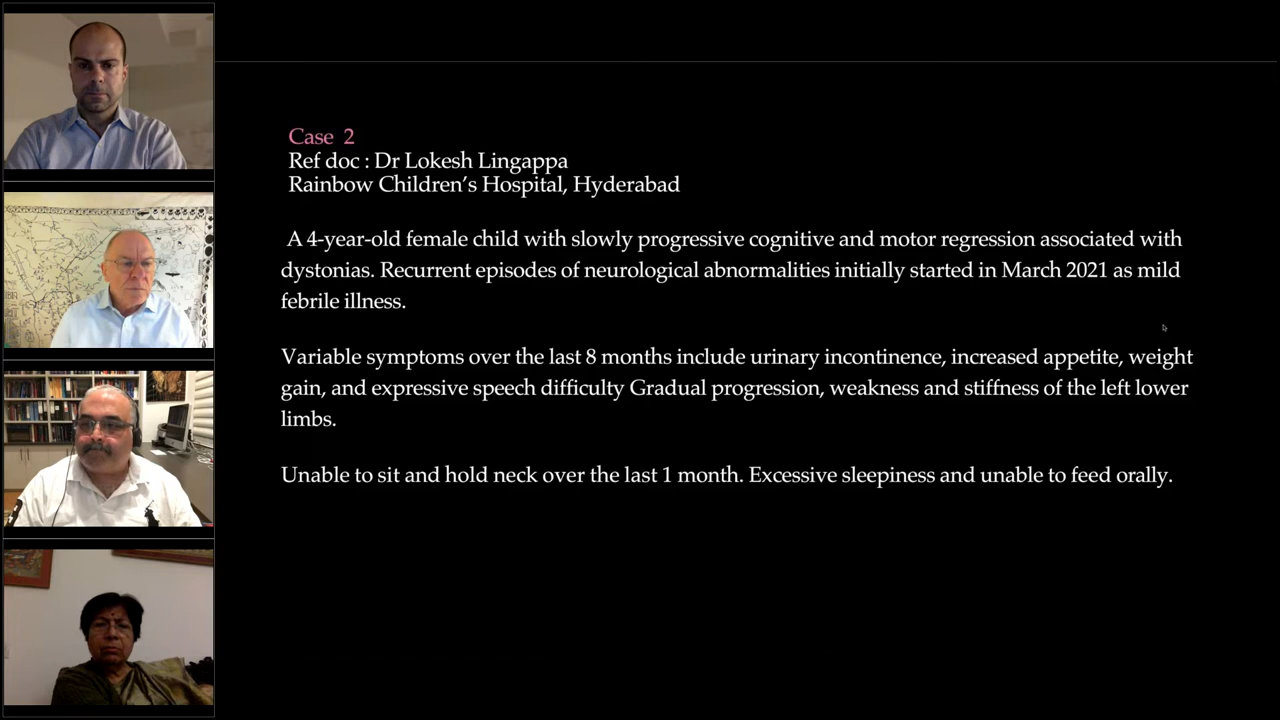 Case 2
Ref doc : Dr Lokesh Lingappa
Rainbow Children’s Hospital, Hyderabad
A 4-year-old female child with slowly progressive cognitive and motor regression associated with
dystonias. Recurrent episodes of neurological abnormalities initially started in March 2021 as mild
febrile illness.
Variable symptoms over the last 8 months include urinary incontinence, increased appetite, weight
gain, and expressive speech difficulty Gradual progression, weakness and stiffness of the left lower
limbs.
Unable to sit and hold neck over the last 1 month. Excessive sleepiness and unable to feed orally.